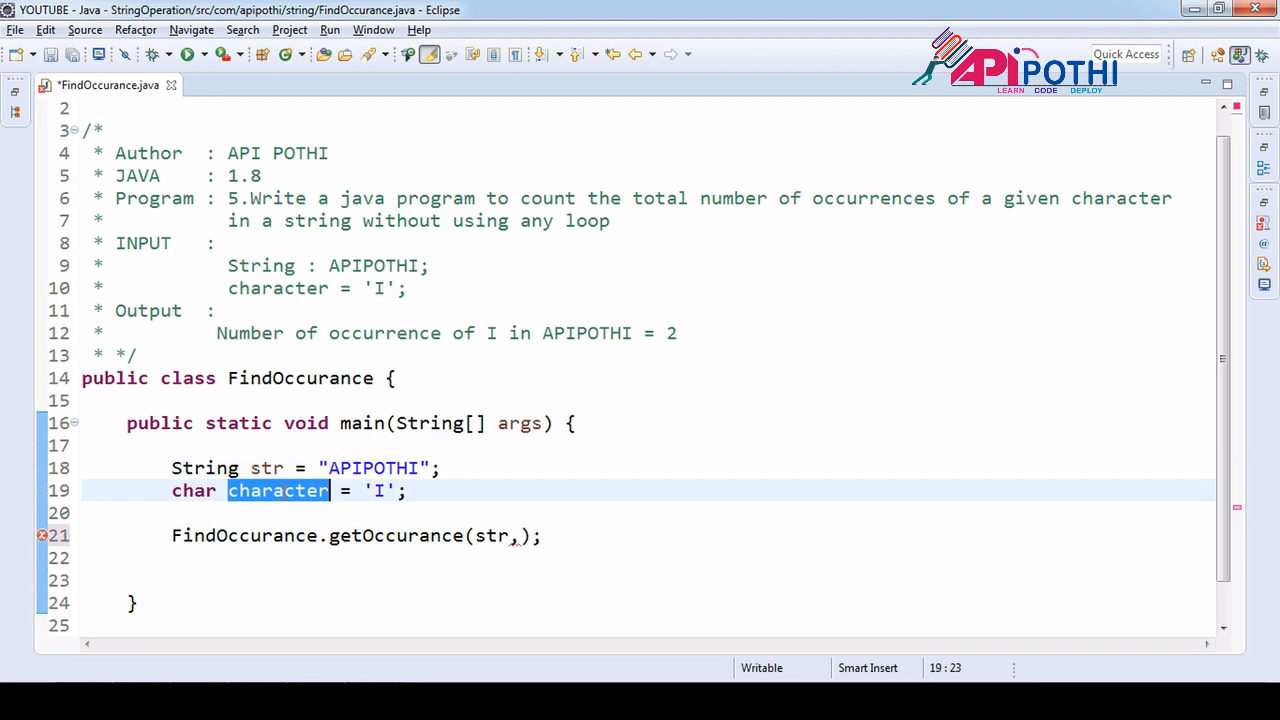 YOUTUBE - Java - StringOperation/src/com/apipothi/string/FindOccurance.java - Eclipse
File Edit Source Refactor Navigate Search Project Run Window Help
Quick Access
APIPOTHI
LEARN CODE DEPLOY
*FindOccurance.java
2
3 /*
4 * Author : API POTHI
5 * JAVA : 1.8
6 * Program : 5.Write a java program to count the total number of occurrences of a given character
7 * in a string without using any loop
8 * INPUT :
9 * String : APIPOTHI;
10 * character = 'I';
11 * Output :
12 * Number of occurrence of I in APIPOTHI = 2
13 * */
14 public class FindOccurance {
15
16 public static void main(String[] args) {
17
18 String str = "APIPOTHI";
19 char character = 'I';
20
21 FindOccurance.getOccurance(str,);
22
23
24 }
25
Writable Smart Insert 19 : 23